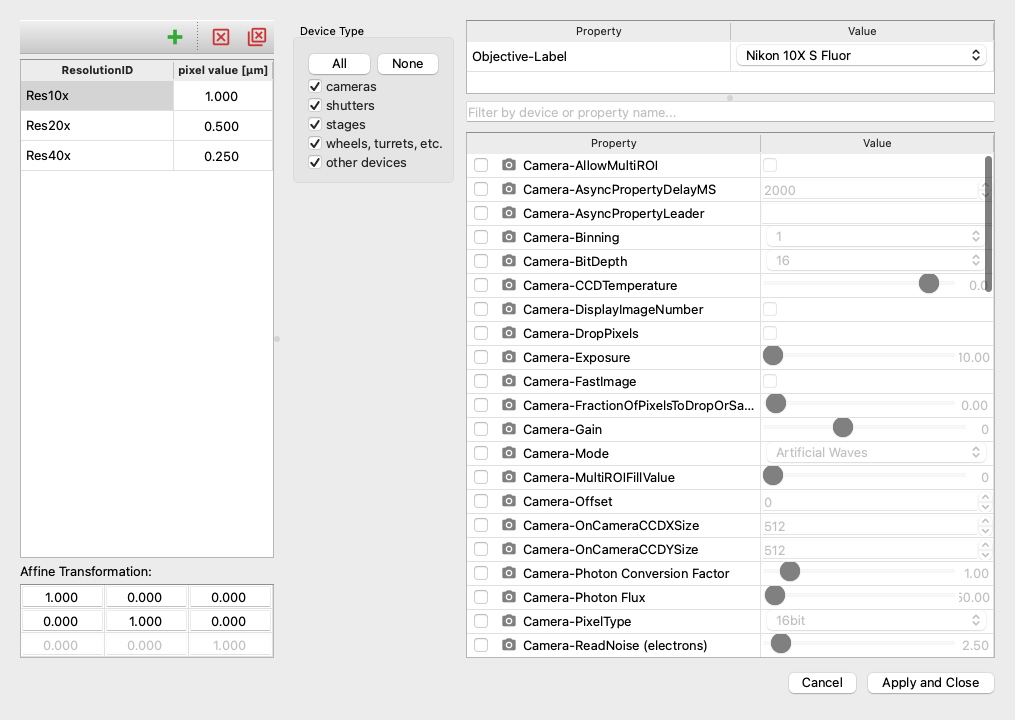 ResolutionID pixel value [µm]
Res10x 1.000
Res20x 0.500
Res40x 0.250
Affine Transformation:
1.000 0.000 0.000
0.000 1.000 0.000
0.000 0.000 1.000
Device Type
All None
cameras
shutters
stages
wheels, turrets, etc.
other devices
Property Value
Objective-Label Nikon 10X S Fluor
Filter by device or property name...
Property Value
Camera-AllowMultiROI
Camera-AsyncPropertyDelayMS 2000
Camera-AsyncPropertyLeader
Camera-Binning 1
Camera-BitDepth 16
Camera-CCDTemperature 0.0
Camera-DisplayImageNumber
Camera-DropPixels
Camera-Exposure 10.00
Camera-FastImage
Camera-FractionOfPixelsToDropOrSa... 0.00
Camera-Gain 0
Camera-Mode Artificial Waves
Camera-MultiROIFillValue 0
Camera-Offset 0
Camera-OnCameraCCDXSize 512
Camera-OnCameraCCDYSize 512
Camera-Photon Conversion Factor 1.00
Camera-Photon Flux 50.00
Camera-PixelType 16bit
Camera-ReadNoise (electrons) 2.50
Cancel Apply and Close